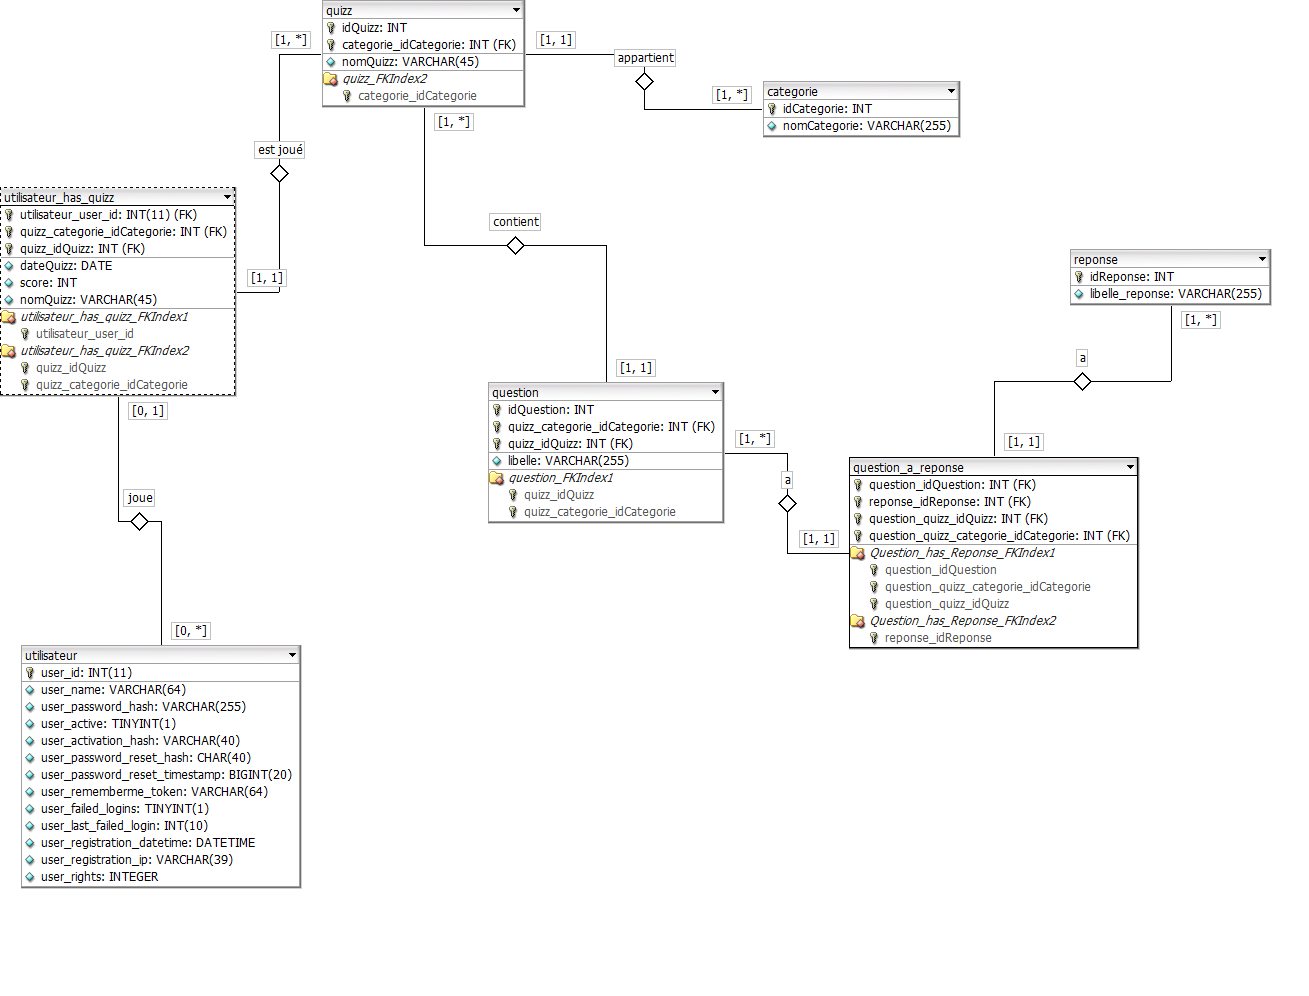 quizz
idQuizz: INT
categorie_idCategorie: INT (FK)
nomQuizz: VARCHAR(45)
quizz_FKIndex2
categorie_idCategorie
[1, *]
[1, 1]
appartient
[1, *]
categorie
idCategorie: INT
nomCategorie: VARCHAR(255)
[1, *]
est joué
utilisateur_has_quizz
utilisateur_user_id: INT(11) (FK)
quizz_categorie_idCategorie: INT (FK)
quizz_idQuizz: INT (FK)
dateQuizz: DATE
score: INT
nomQuizz: VARCHAR(45)
utilisateur_has_quizz_FKIndex1
utilisateur_user_id
utilisateur_has_quizz_FKIndex2
quizz_idQuizz
quizz_categorie_idCategorie
[1, 1]
contient
reponse
idReponse: INT
libelle_reponse: VARCHAR(255)
[1, *]
a
[1, 1]
[1, 1]
question
idQuestion: INT
quizz_categorie_idCategorie: INT (FK)
quizz_idQuizz: INT (FK)
libelle: VARCHAR(255)
question_FKIndex1
quizz_idQuizz
quizz_categorie_idCategorie
[1, *]
a
[1, 1]
question_a_reponse
question_idQuestion: INT (FK)
reponse_idReponse: INT (FK)
question_quizz_idQuizz: INT (FK)
question_quizz_categorie_idCategorie: INT (FK)
Question_has_Reponse_FKIndex1
question_idQuestion
question_quizz_categorie_idCategorie
question_quizz_idQuizz
Question_has_Reponse_FKIndex2
reponse_idReponse
[0, 1]
joue
[0, *]
utilisateur
user_id: INT(11)
user_name: VARCHAR(64)
user_password_hash: VARCHAR(255)
user_active: TINYINT(1)
user_activation_hash: VARCHAR(40)
user_password_reset_hash: CHAR(40)
user_password_reset_timestamp: BIGINT(20)
user_rememberme_token: VARCHAR(64)
user_failed_logins: TINYINT(1)
user_last_failed_login: INT(10)
user_registration_datetime: DATETIME
user_registration_ip: VARCHAR(39)
user_rights: INTEGER